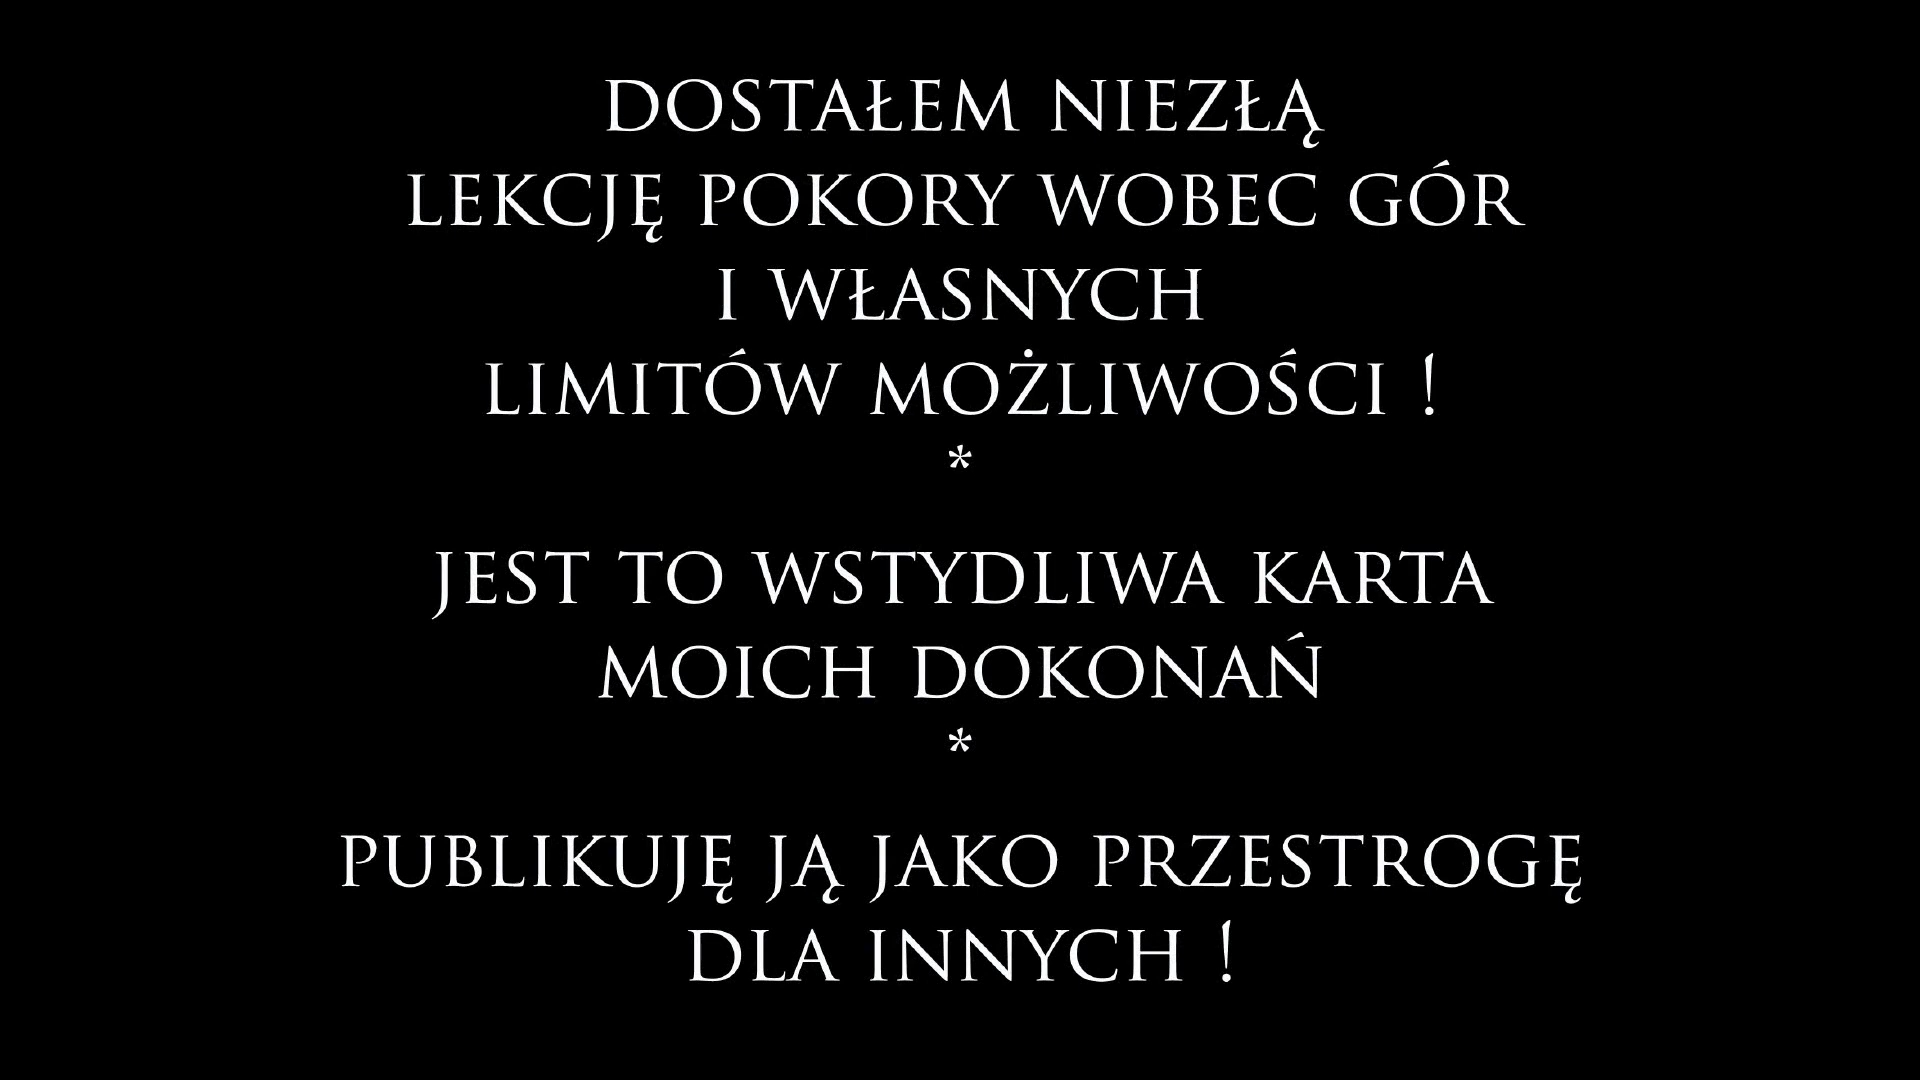 DOSTAŁEM NIEZŁĄ
LEKCJĘ POKORY WOBEC GÓR
I WŁASNYCH
LIMITÓW MOŻLIWOŚCI !
*
JEST TO WSTYDLIWA KARTA
MOICH DOKONAŃ
*
PUBLIKUJĘ JĄ JAKO PRZESTROGĘ
DLA INNYCH !